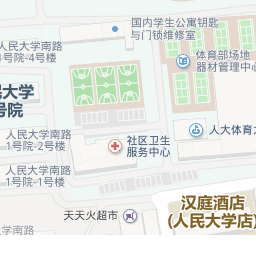 国内学生公寓钥匙
与门锁维修室
人民大学南路
1号院-4号楼
体育部场地
器材管理中心
民大学
号院
人民大学南路
1号院-2号楼
社区卫生
服务中心
人大体育
人民大学南路
1号院-1号楼
汉庭酒店
(人民大学店)
天天火超市